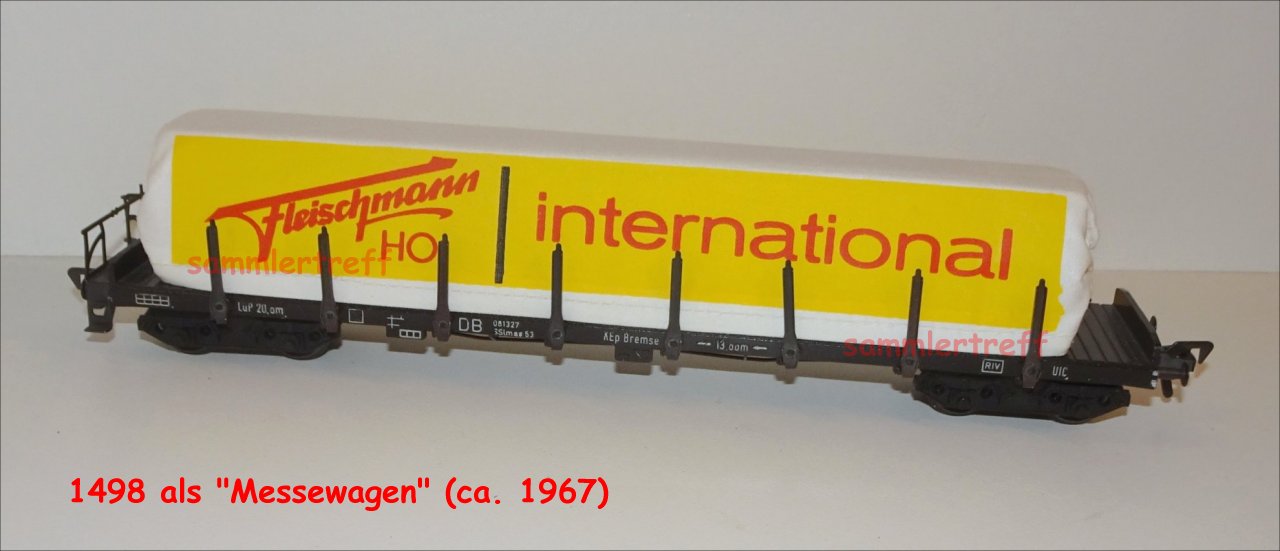 Fleischmann
HO
international
sammlertreff
LüP 20,0m
DB
081327
SSlmas 53
KEp Bremse
13,00m
sammlertreff
RIV
UIC
1498 als "Messewagen" (ca. 1967)